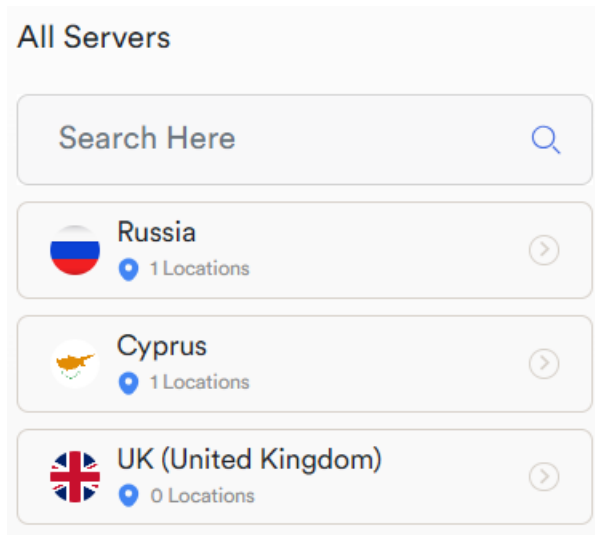 All Servers
Search Here
Russia
1 Locations
Cyprus
1 Locations
UK (United Kingdom)
0 Locations